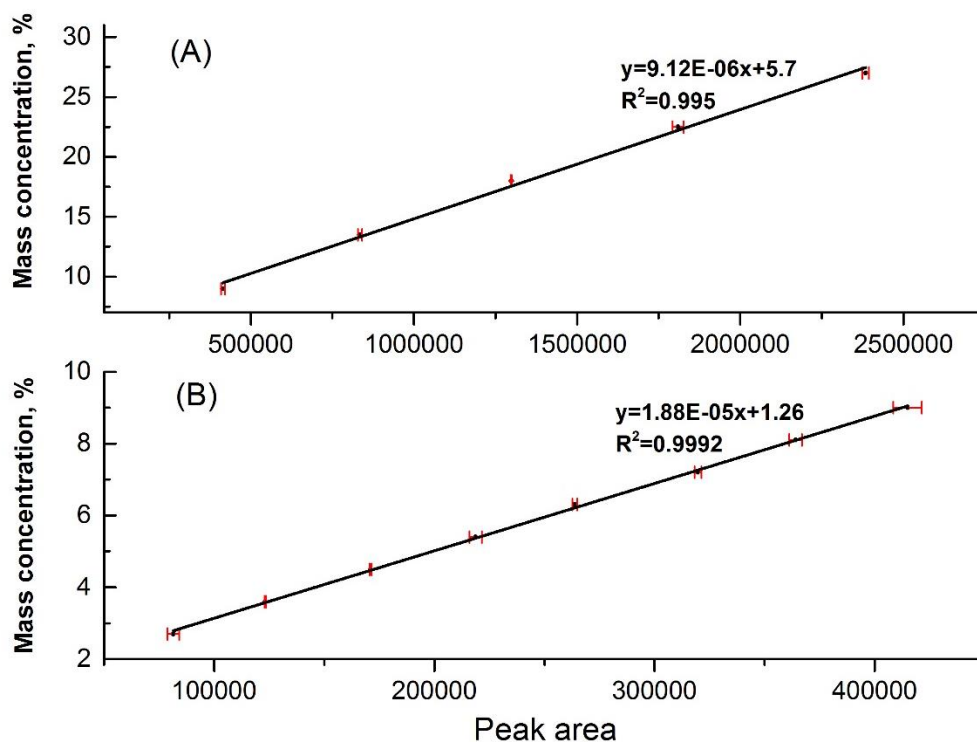 (A)
Mass concentration, %
30
25
20
15
10
y=9.12E-06x+5.7
R²=0.995
500000 1000000 1500000 2000000 2500000
(B)
Mass concentration, %
10
8
6
4
2
y=1.88E-05x+1.26
R²=0.9992
100000 200000 300000 400000
Peak area